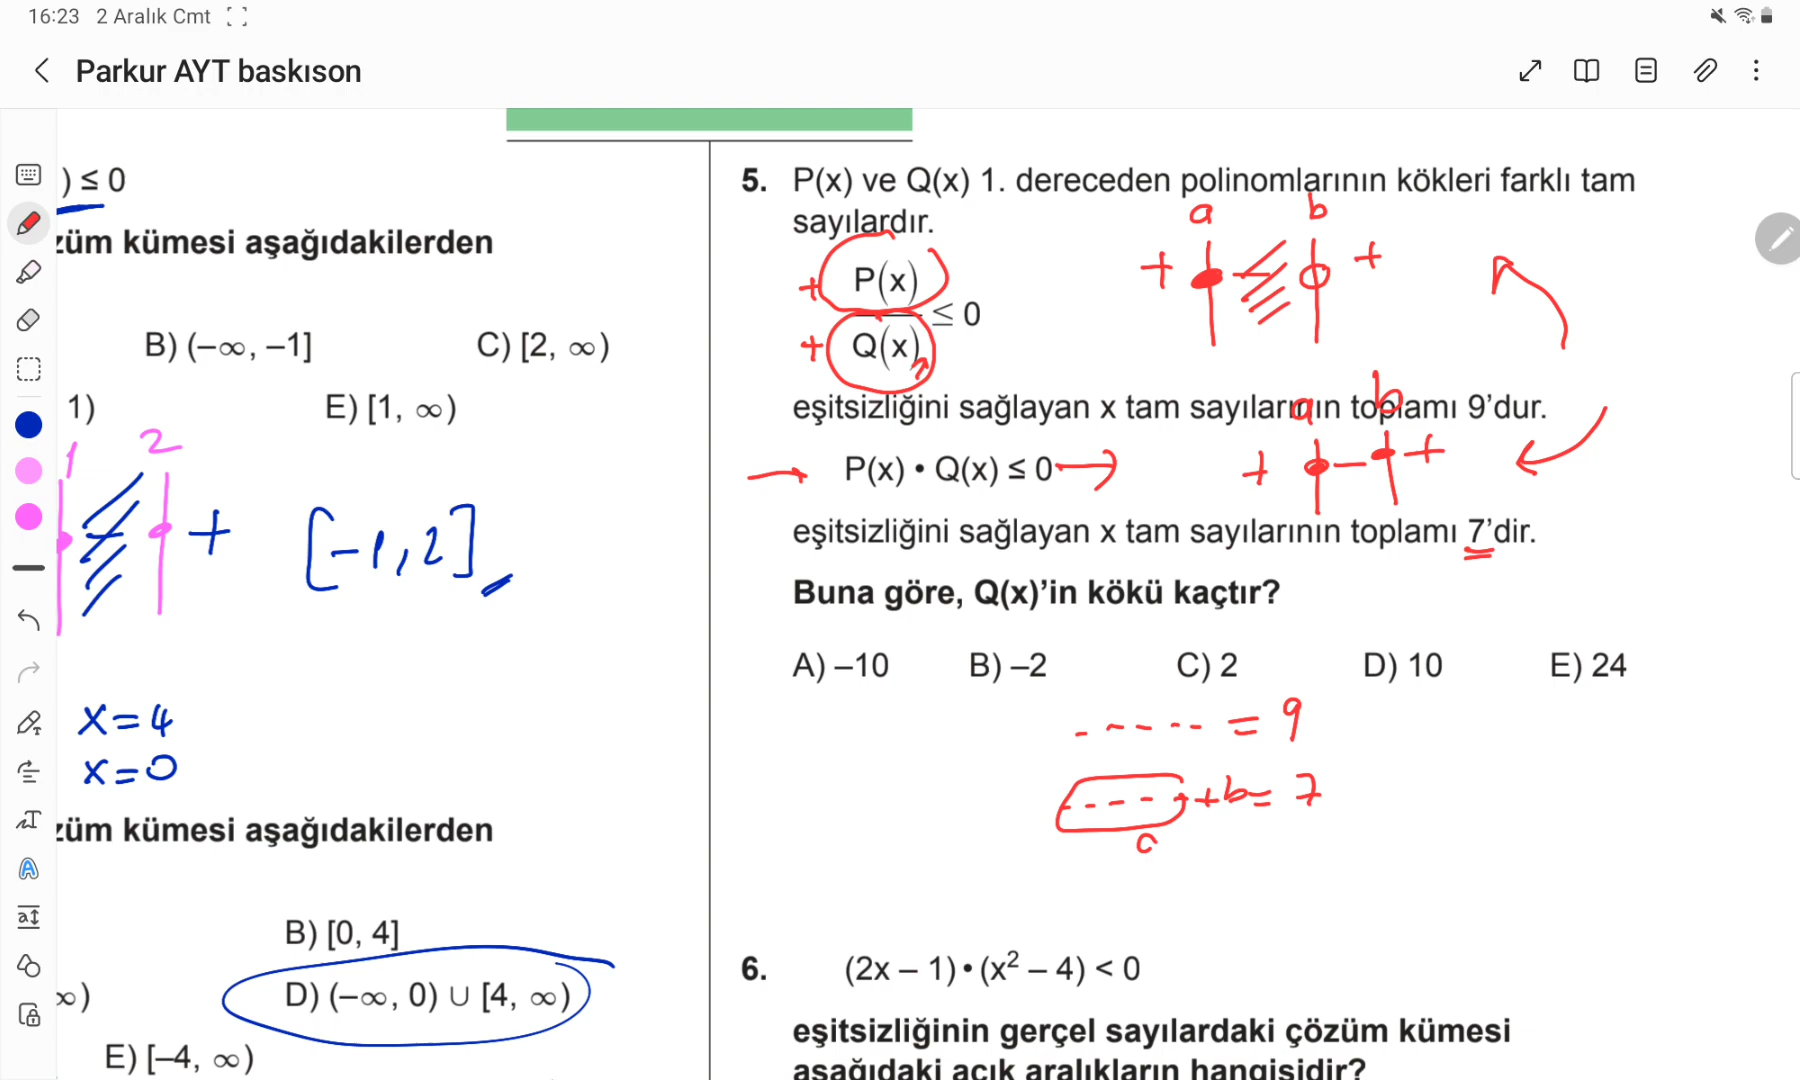 16:23 2 Aralık Cmt
Parkur AYT baskıson
) ≤ 0
züm kümesi aşağıdakilerden
B) (–∞, –1]
C) [2, ∞)
1)
E) [1, ∞)
1 2
+ [-1, 2]
x = 4
x = 0
züm kümesi aşağıdakilerden
B) [0, 4]
∞)
D) (–∞, 0) ∪ [4, ∞)
E) [–4, ∞)
5. P(x) ve Q(x) 1. dereceden polinomlarının kökleri farklı tam
sayılardır.
a b
+ – +
+ P(x)
≤ 0
+ Q(x)
eşitsizliğini sağlayan x tam sayılarının toplamı 9’dur.
a b
P(x) • Q(x) ≤ 0
+ – +
eşitsizliğini sağlayan x tam sayılarının toplamı 7’dir.
Buna göre, Q(x)’in kökü kaçtır?
A) –10
B) –2
C) 2
D) 10
E) 24
- - - - - = 9
- - - - - + b = 7
6. (2x – 1) • (x² – 4) < 0
eşitsizliğinin gerçel sayılardaki çözüm kümesi
aşağıdaki açık aralıkların hangisidir?